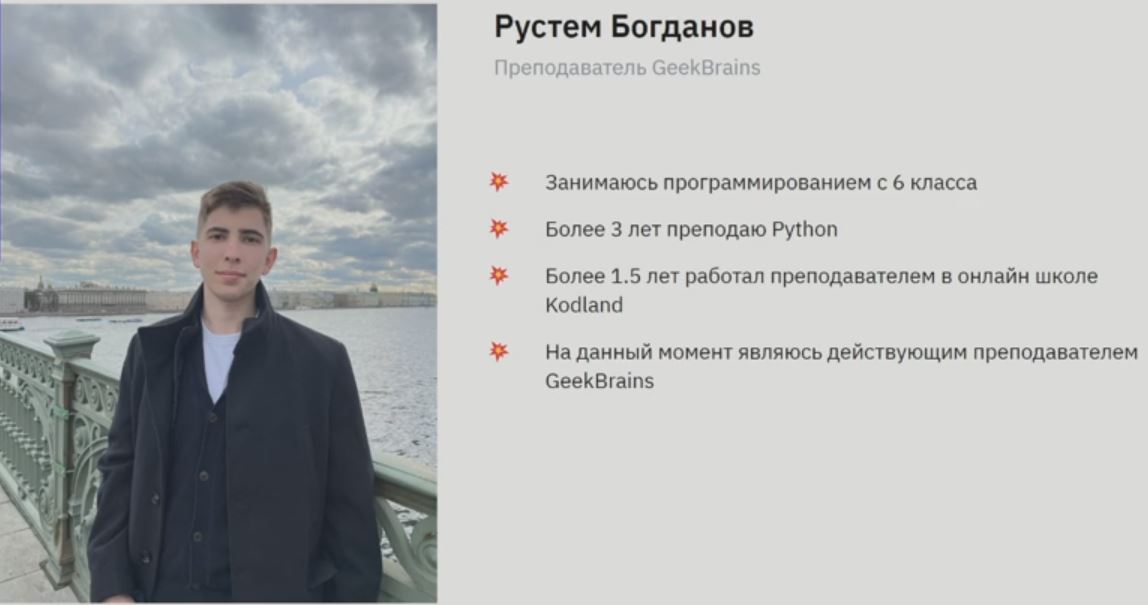 Рустем Богданов
Преподаватель GeekBrains
Занимаюсь программированием с 6 класса
Более 3 лет преподаю Python
Более 1.5 лет работал преподавателем в онлайн школе
Kodland
На данный момент являюсь действующим преподавателем
GeekBrains